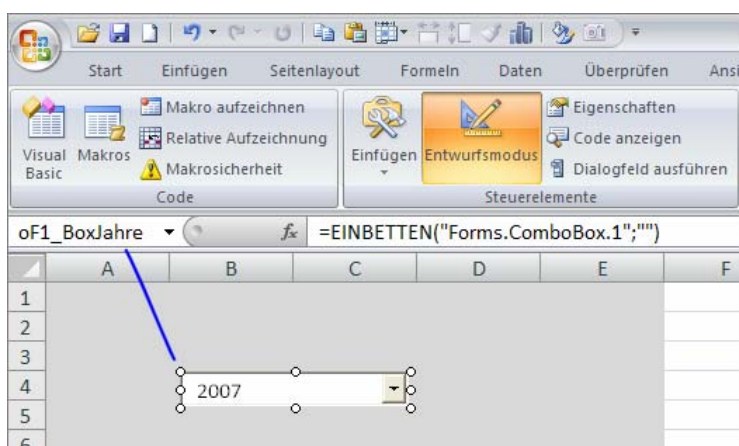 Start Einfügen Seitenlayout Formeln Daten Überprüfen Ansi
Visual Basic
Makros
Makro aufzeichnen
Relative Aufzeichnung
Makrosicherheit
Code
Einfügen
Entwurfsmodus
Eigenschaften
Code anzeigen
Dialogfeld ausführen
Steuerelemente
oF1_BoxJahre fx =EINBETTEN("Forms.ComboBox.1";"")
A B C D E F
1
2
3
4 2007
5
6